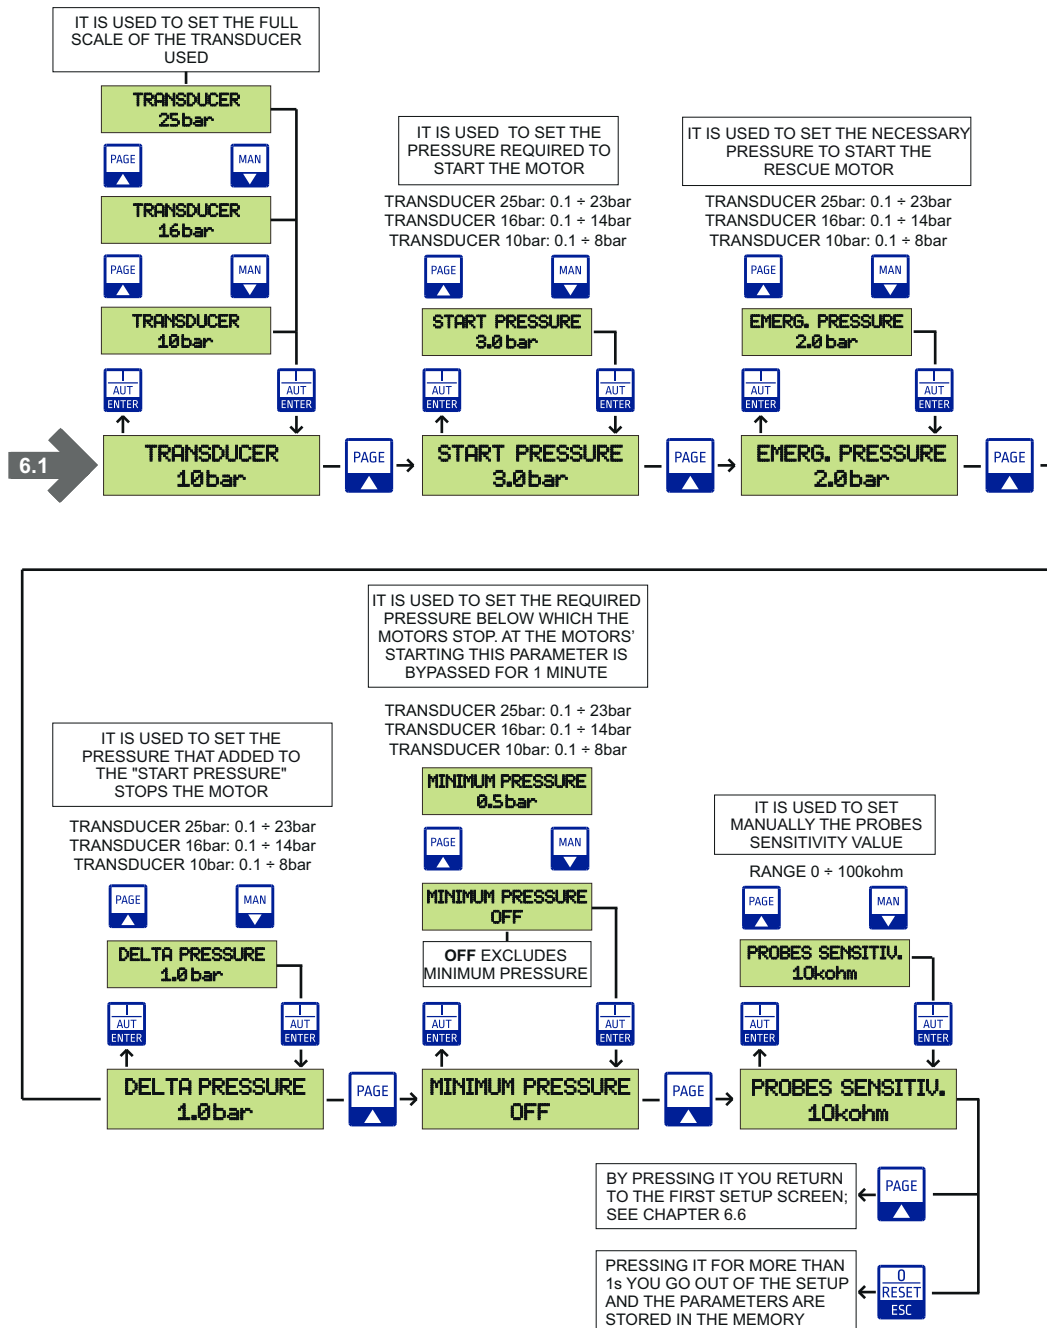 IT IS USED TO SET THE FULL
SCALE OF THE TRANSDUCER
USED
TRANSDUCER
25bar
PAGE
MAN
TRANSDUCER
16bar
PAGE
MAN
TRANSDUCER
10bar
I
AUT
ENTER
I
AUT
ENTER
6.1
TRANSDUCER
10bar
PAGE
IT IS USED TO SET THE
PRESSURE REQUIRED TO
START THE MOTOR
TRANSDUCER 25bar: 0.1 ÷ 23bar
TRANSDUCER 16bar: 0.1 ÷ 14bar
TRANSDUCER 10bar: 0.1 ÷ 8bar
PAGE
MAN
START PRESSURE
3.0 bar
I
AUT
ENTER
I
AUT
ENTER
START PRESSURE
3.0bar
PAGE
IT IS USED TO SET THE NECESSARY
PRESSURE TO START THE
RESCUE MOTOR
TRANSDUCER 25bar: 0.1 ÷ 23bar
TRANSDUCER 16bar: 0.1 ÷ 14bar
TRANSDUCER 10bar: 0.1 ÷ 8bar
PAGE
MAN
EMERG. PRESSURE
2.0 bar
I
AUT
ENTER
I
AUT
ENTER
EMERG. PRESSURE
2.0bar
PAGE
IT IS USED TO SET THE
PRESSURE THAT ADDED TO
THE "START PRESSURE"
STOPS THE MOTOR
TRANSDUCER 25bar: 0.1 ÷ 23bar
TRANSDUCER 16bar: 0.1 ÷ 14bar
TRANSDUCER 10bar: 0.1 ÷ 8bar
PAGE
MAN
DELTA PRESSURE
1.0 bar
I
AUT
ENTER
I
AUT
ENTER
DELTA PRESSURE
1.0bar
PAGE
IT IS USED TO SET THE REQUIRED
PRESSURE BELOW WHICH THE
MOTORS STOP. AT THE MOTORS'
STARTING THIS PARAMETER IS
BYPASSED FOR 1 MINUTE
TRANSDUCER 25bar: 0.1 ÷ 23bar
TRANSDUCER 16bar: 0.1 ÷ 14bar
TRANSDUCER 10bar: 0.1 ÷ 8bar
MINIMUM PRESSURE
0.5bar
PAGE
MAN
MINIMUM PRESSURE
OFF
OFF EXCLUDES
MINIMUM PRESSURE
I
AUT
ENTER
I
AUT
ENTER
MINIMUM PRESSURE
OFF
PAGE
IT IS USED TO SET
MANUALLY THE PROBES
SENSITIVITY VALUE
RANGE 0 ÷ 100kohm
PAGE
MAN
PROBES SENSITIV.
10kohm
I
AUT
ENTER
I
AUT
ENTER
PROBES SENSITIV.
10kohm
BY PRESSING IT YOU RETURN
TO THE FIRST SETUP SCREEN;
SEE CHAPTER 6.6
PAGE
PRESSING IT FOR MORE THAN
1s YOU GO OUT OF THE SETUP
AND THE PARAMETERS ARE
STORED IN THE MEMORY
0
RESET
ESC